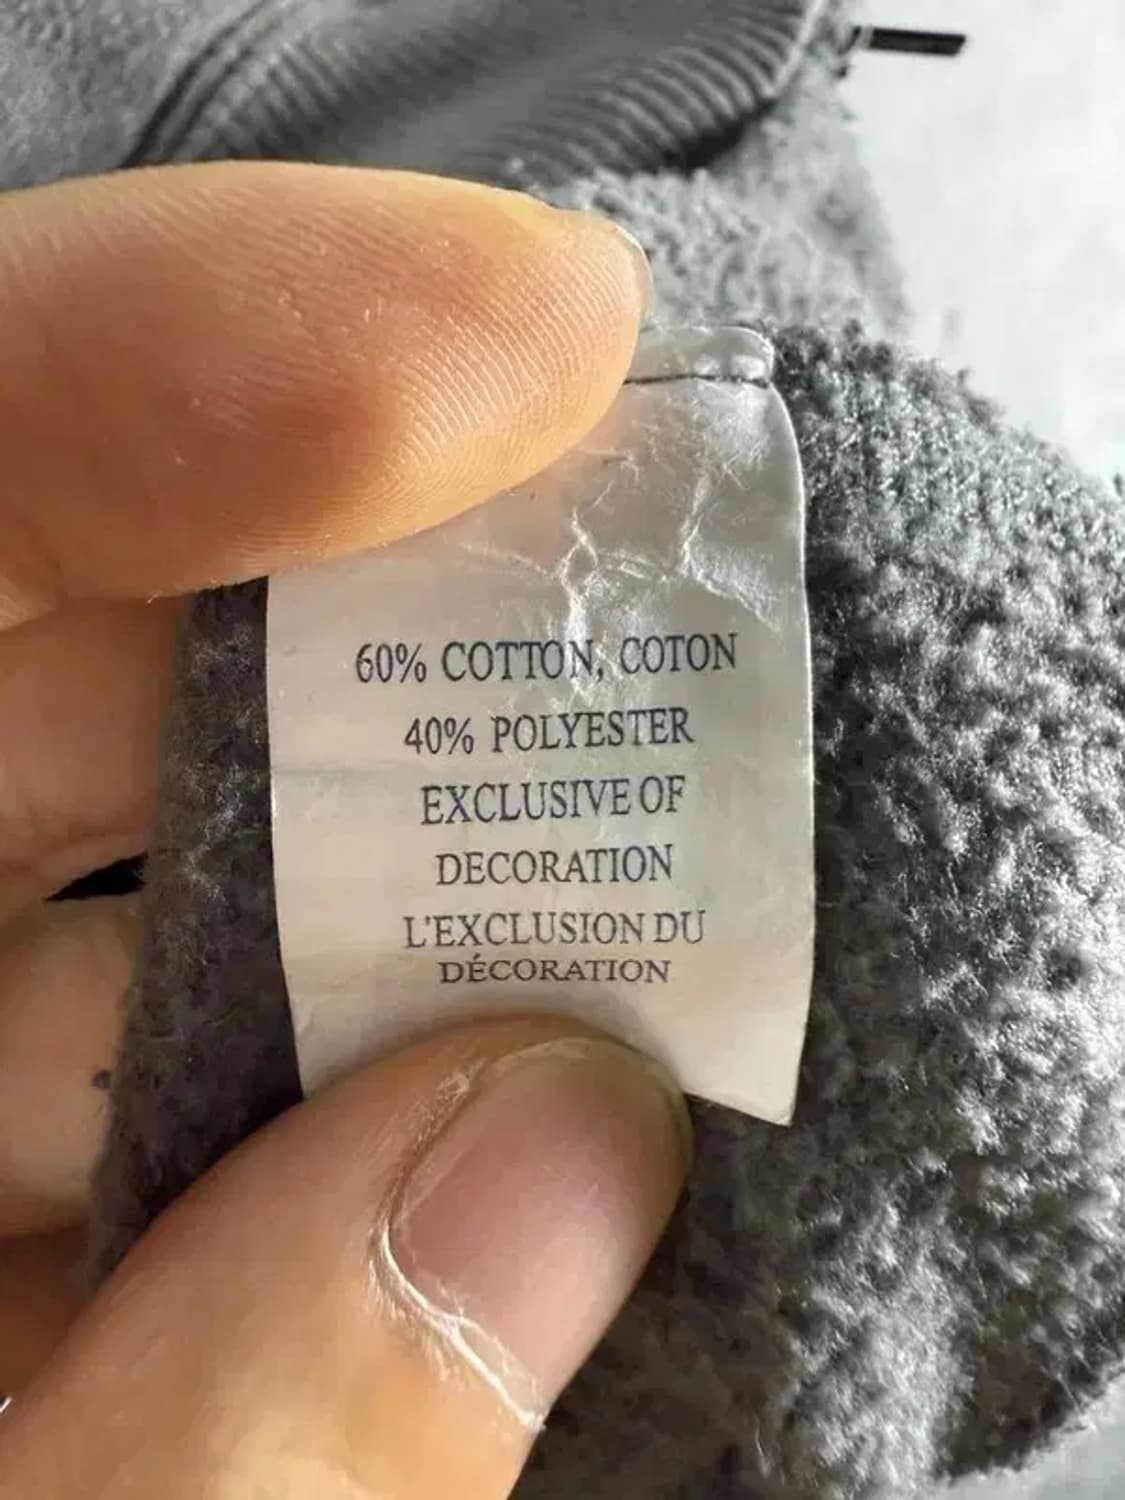 60% COTTON, COTON
40% POLYESTER
EXCLUSIVE OF
DECORATION
L'EXCLUSION DU
DÉCORATION